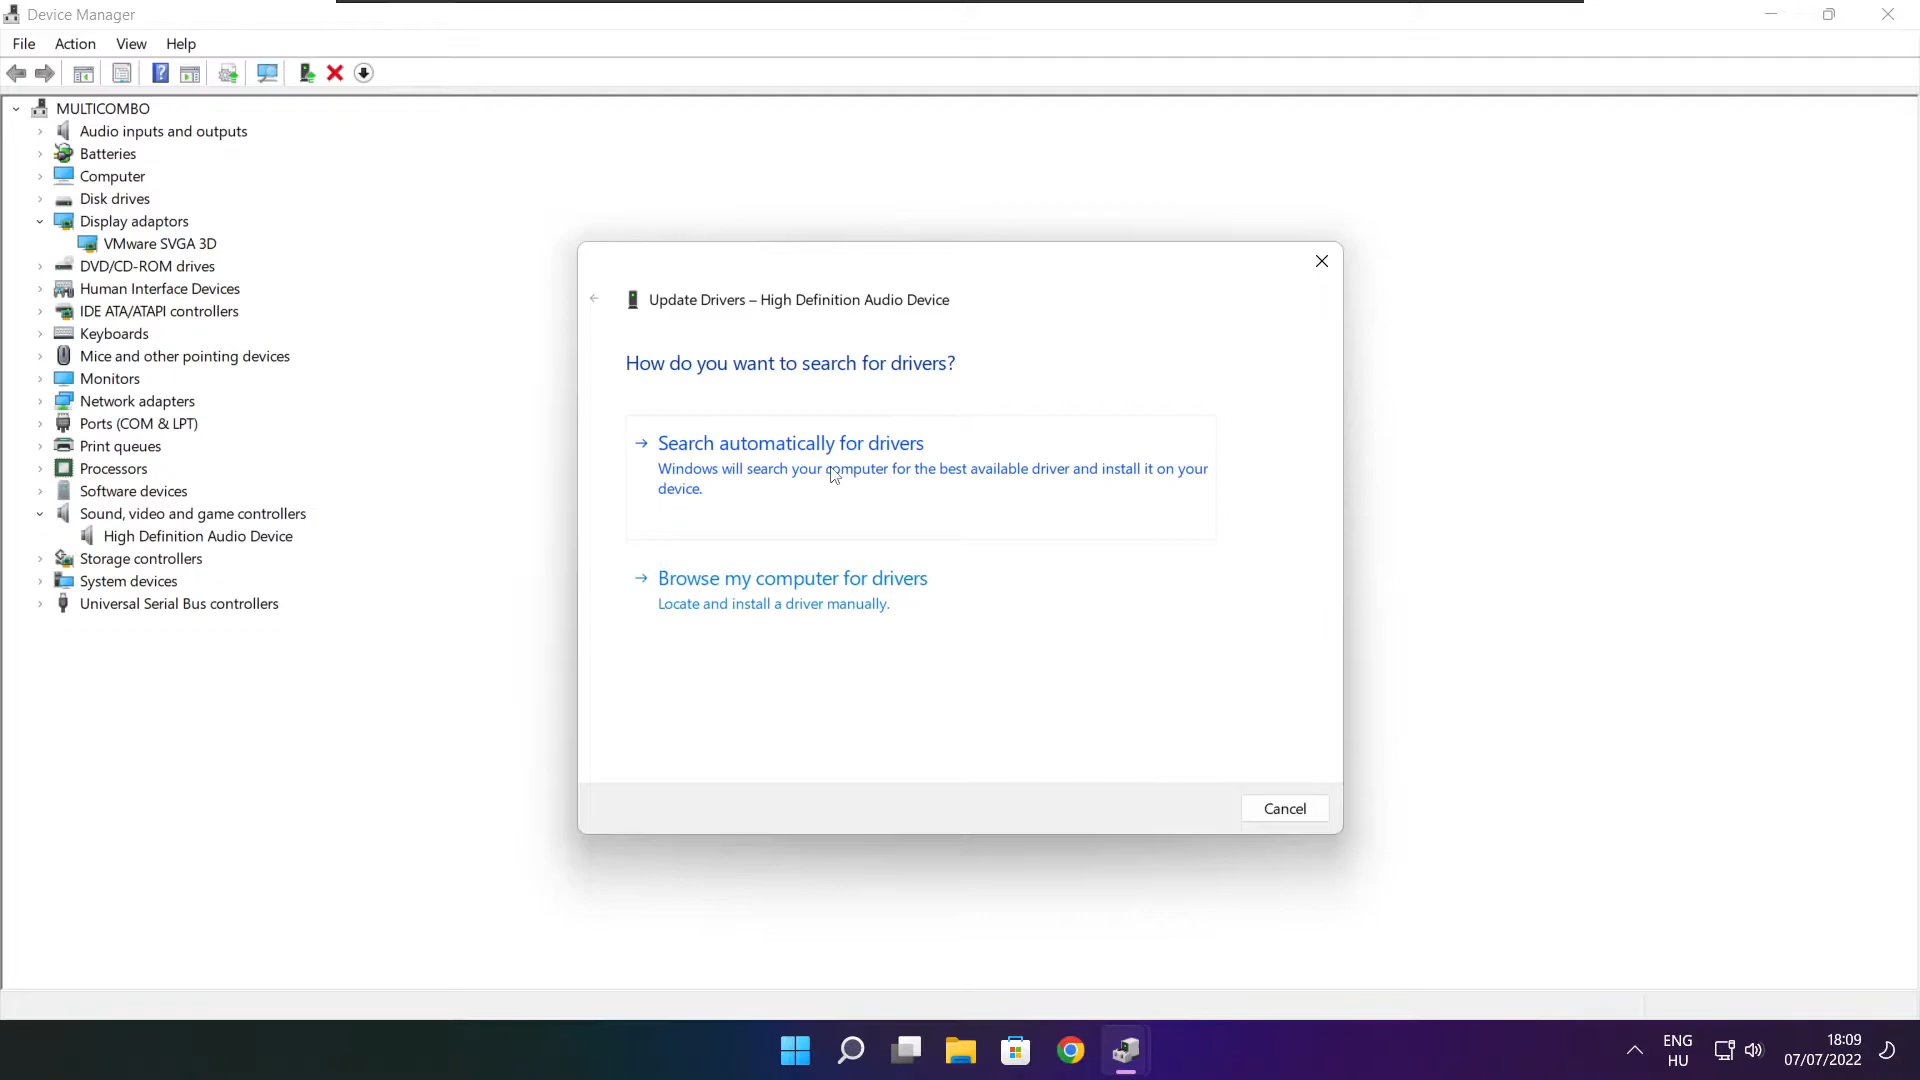 Device Manager
File Action View Help
MULTICOMBO
Audio inputs and outputs
Batteries
Computer
Disk drives
Display adaptors
VMware SVGA 3D
DVD/CD-ROM drives
Human Interface Devices
IDE ATA/ATAPI controllers
Keyboards
Mice and other pointing devices
Monitors
Network adapters
Ports (COM & LPT)
Print queues
Processors
Software devices
Sound, video and game controllers
High Definition Audio Device
Storage controllers
System devices
Universal Serial Bus controllers
Update Drivers – High Definition Audio Device
How do you want to search for drivers?
Search automatically for drivers
Windows will search your computer for the best available driver and install it on your
device.
Browse my computer for drivers
Locate and install a driver manually.
Cancel
ENG
HU
18:09
07/07/2022